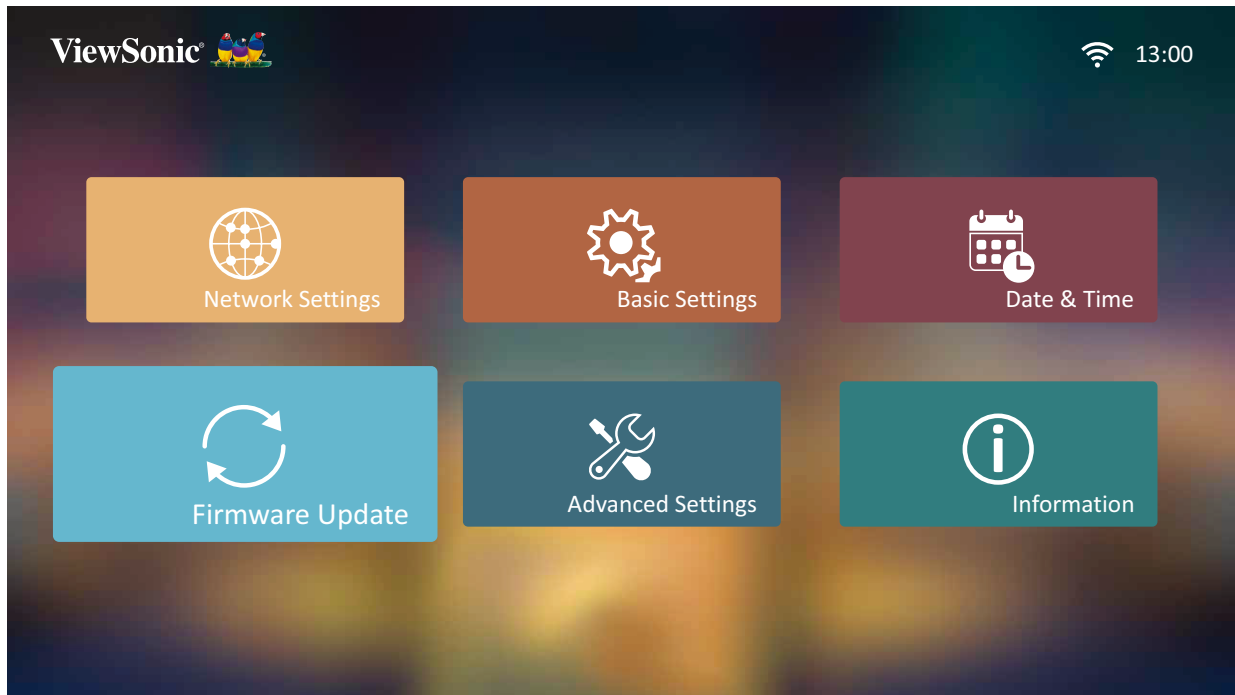 ViewSonic®
13:00
Network Settings
Basic Settings
Date & Time
Firmware Update
Advanced Settings
Information